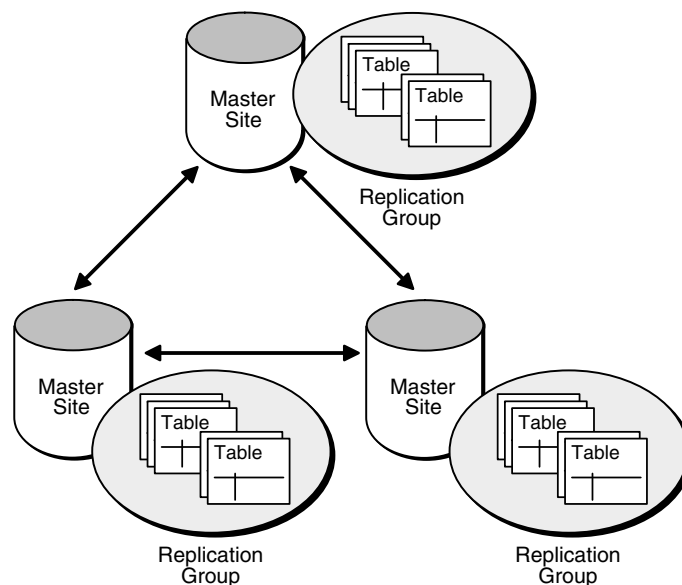 Master
Site
Table
Table
Replication
Group
Master
Site
Table
Table
Replication
Group
Master
Site
Table
Table
Replication
Group